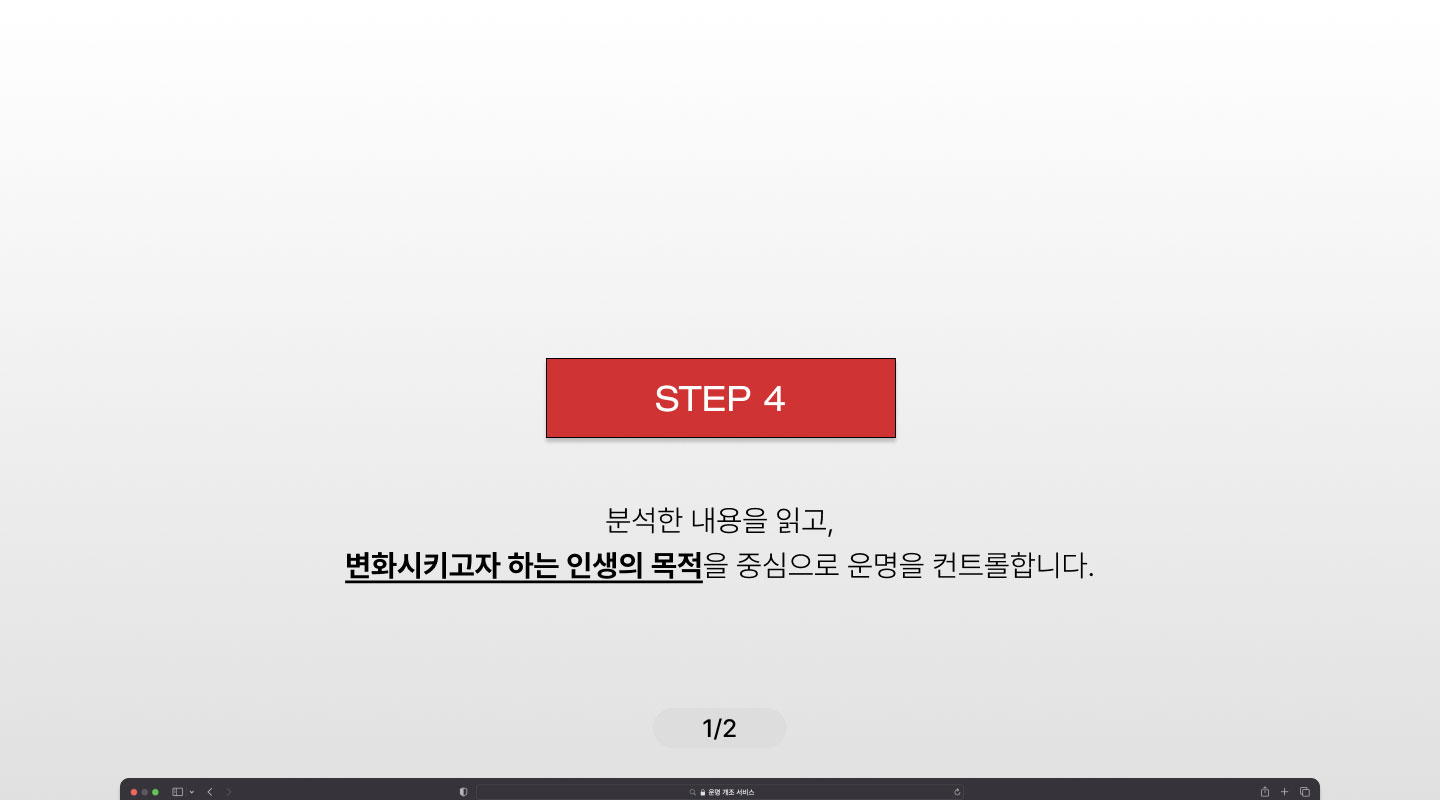 STEP 4
분석한 내용을 읽고,
변화시키고자 하는 인생의 목적을 중심으로 운명을 컨트롤합니다.
1/2
운명 개조 서비스